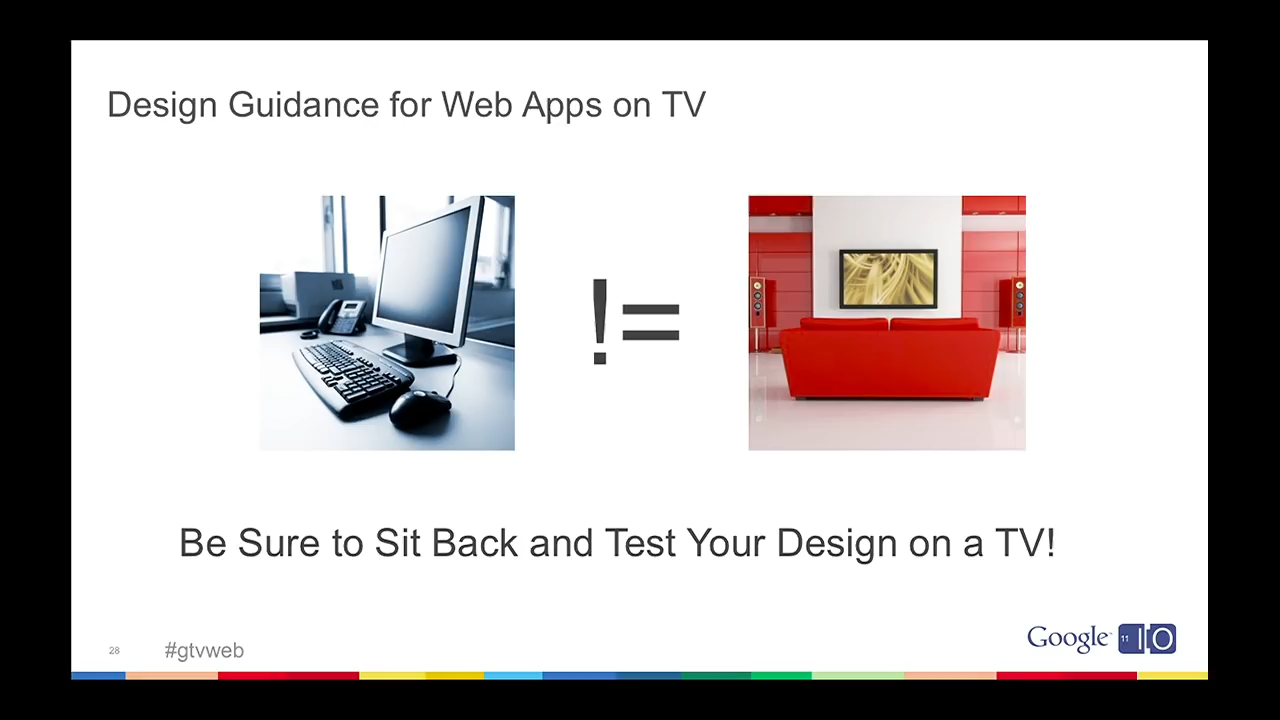 Design Guidance for Web Apps on TV
!=
Be Sure to Sit Back and Test Your Design on a TV!
28 #gtvweb
Google 11 IO